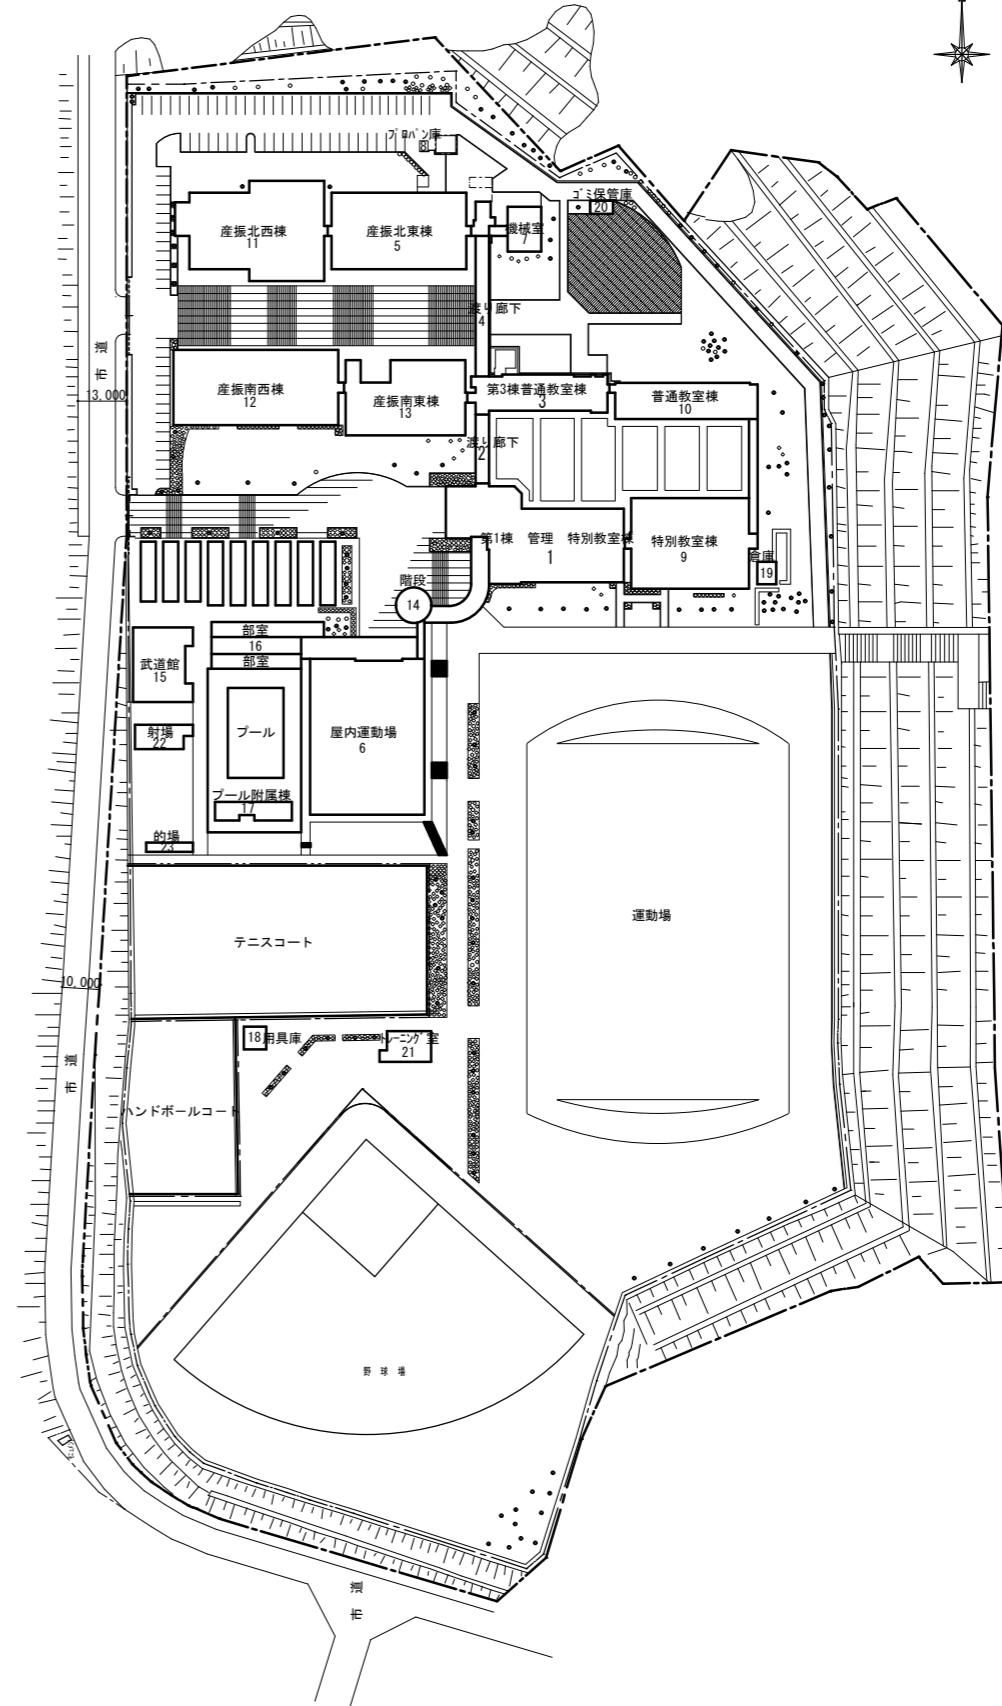 プロパン庫
8
ゴミ保管庫
20
産振北西棟
11
産振北東棟
5
機械室
7
渡り廊下
4
市道
13,000
産振南西棟
12
産振南東棟
13
第3棟普通教室棟
3
普通教室棟
10
渡り廊下
2
第1棟 管理 特別教室棟
1
特別教室棟
9
倉庫
19
階段
14
部室
16
部室
武道館
15
射場
22
プール
屋内運動場
6
プール附属棟
17
的場
23
テニスコート
運動場
10,000
市道
18 用具庫
トレーニング室
21
ハンドボールコート
野球場
市道